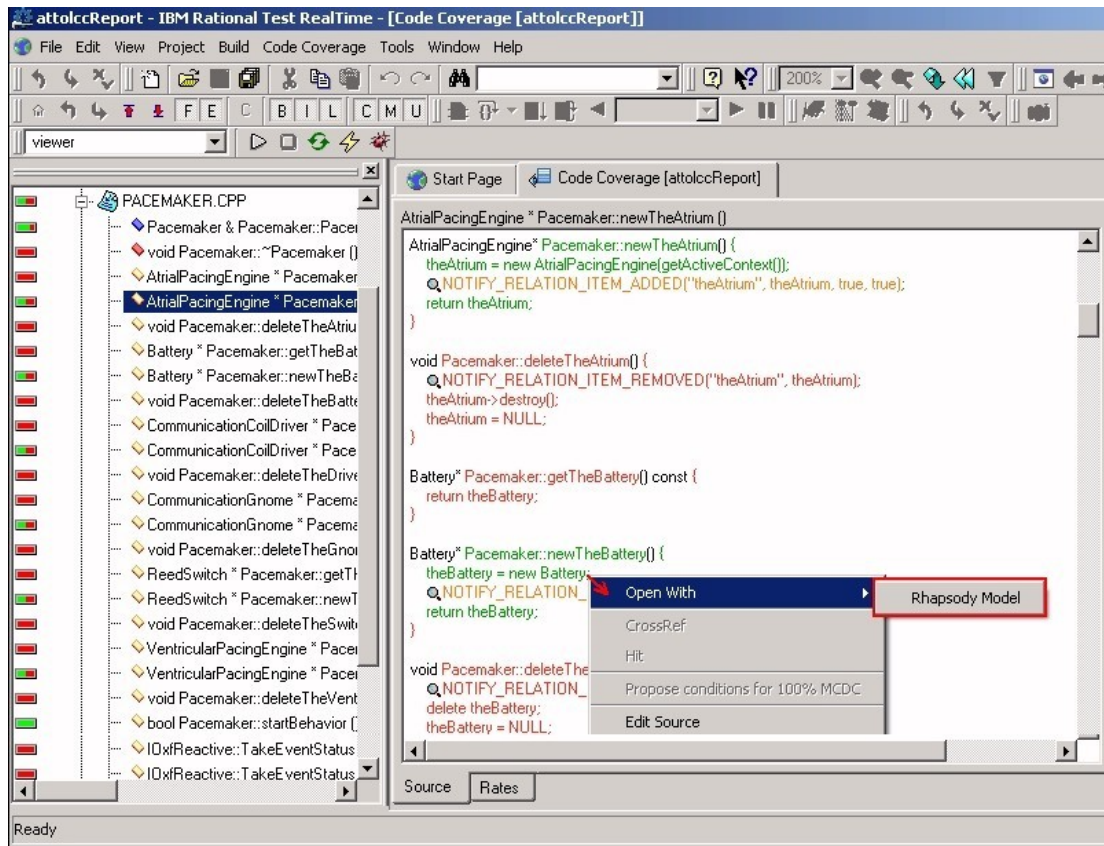 attolccReport - IBM Rational Test RealTime - [Code Coverage [attolccReport]]
File Edit View Project Build Code Coverage Tools Window Help
200%
F E C B I L C M U
viewer
PACEMAKER.CPP
Pacemaker & Pacemaker::Pacer
void Pacemaker::~Pacemaker ()
AtrialPacingEngine * Pacemaker
AtrialPacingEngine * Pacemaker
void Pacemaker::deleteTheAtriu
Battery * Pacemaker::getTheBat
Battery * Pacemaker::newTheBa
void Pacemaker::deleteTheBatte
CommunicationCoilDriver * Pace
CommunicationCoilDriver * Pace
void Pacemaker::deleteTheDrive
CommunicationGnome * Pacema
CommunicationGnome * Pacema
void Pacemaker::deleteTheGnor
ReedSwitch * Pacemaker::getTh
ReedSwitch * Pacemaker::newT
void Pacemaker::deleteTheSwit
VentricularPacingEngine * Pacer
VentricularPacingEngine * Pacer
void Pacemaker::deleteTheVent
bool Pacemaker::startBehavior ()
IOxfReactive::TakeEventStatus
IOxfReactive::TakeEventStatus
Start Page
Code Coverage [attolccReport]
AtrialPacingEngine * Pacemaker::newTheAtrium ()
AtrialPacingEngine* Pacemaker::newTheAtrium() {
theAtrium = new AtrialPacingEngine(getActiveContext());
NOTIFY_RELATION_ITEM_ADDED("theAtrium", theAtrium, true, true);
return theAtrium;
}
void Pacemaker::deleteTheAtrium() {
NOTIFY_RELATION_ITEM_REMOVED("theAtrium", theAtrium);
theAtrium->destroy();
theAtrium = NULL;
}
Battery* Pacemaker::getTheBattery() const {
return theBattery;
}
Battery* Pacemaker::newTheBattery() {
theBattery = new Battery;
NOTIFY_RELATION_
return theBattery;
}
void Pacemaker::deleteThe
NOTIFY_RELATION_
delete theBattery;
theBattery = NULL;
Open With
Rhapsody Model
CrossRef
Hit
Propose conditions for 100% MCDC
Edit Source
Source
Rates
Ready